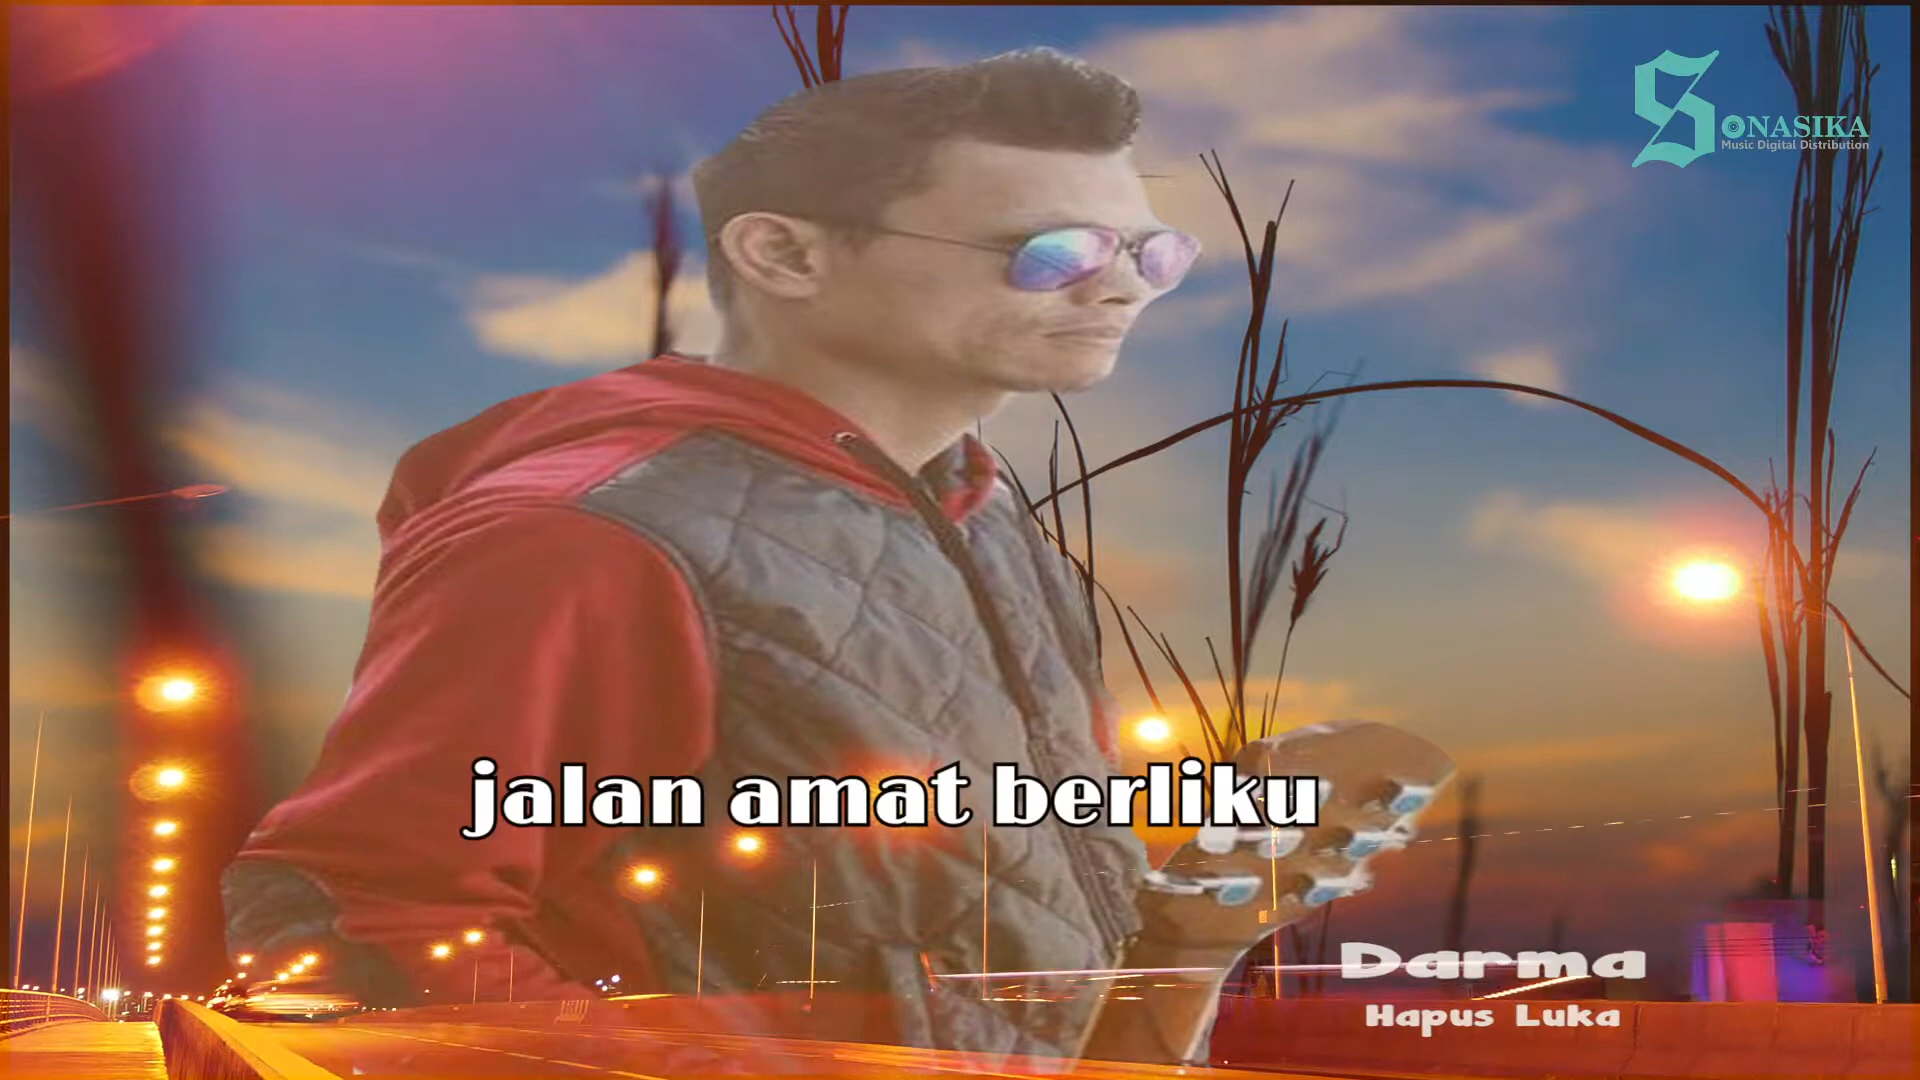 SONASIKA
Music Digital Distribution
jalan amat berliku
Darma
Hapus Luka